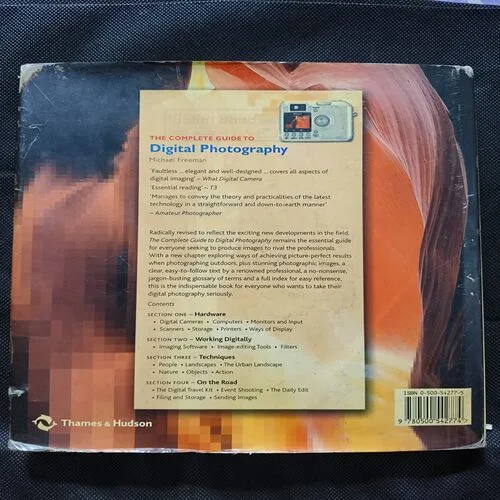 THE COMPLETE GUIDE TO
Digital Photography
Michael Freeman
'Faultless ... elegant and well-designed ... covers all aspects
of digital imaging' – What Digital Camera
'Essential reading' – T3
'Manages to convey the theory and practicalities of the latest
technology in a straightforward and down-to-earth manner'
– Amateur Photographer
Radically revised to reflect the exciting new developments in the field,
The Complete Guide to Digital Photography remains the essential guide
for everyone seeking to produce images to rival the professionals.
With a new chapter exploring ways of achieving picture-perfect results
when photographing outdoors, plus stunning photographic images, a
clear, easy-to-follow text by a renowned professional, a no-nonsense,
jargon-busting glossary of terms and a full index for easy reference,
this is the indispensable book for everyone who wants to take their
digital photography seriously.
Contents
SECTION ONE • Hardware
• Digital Cameras • Computers • Monitors and Input
• Scanners • Storage • Printers • Ways of Display
SECTION TWO • Working Digitally
• Imaging Software • Image-editing Tools • Filters
SECTION THREE • Techniques
• People • Landscapes • The Urban Landscape
• Nature • Objects • Action
SECTION FOUR • On the Road
• The Digital Travel Kit • Event Shooting • The Daily Edit
• Filing and Storage • Sending Images
ISBN 0-500-54277-5
9 780500 542774
Thames & Hudson